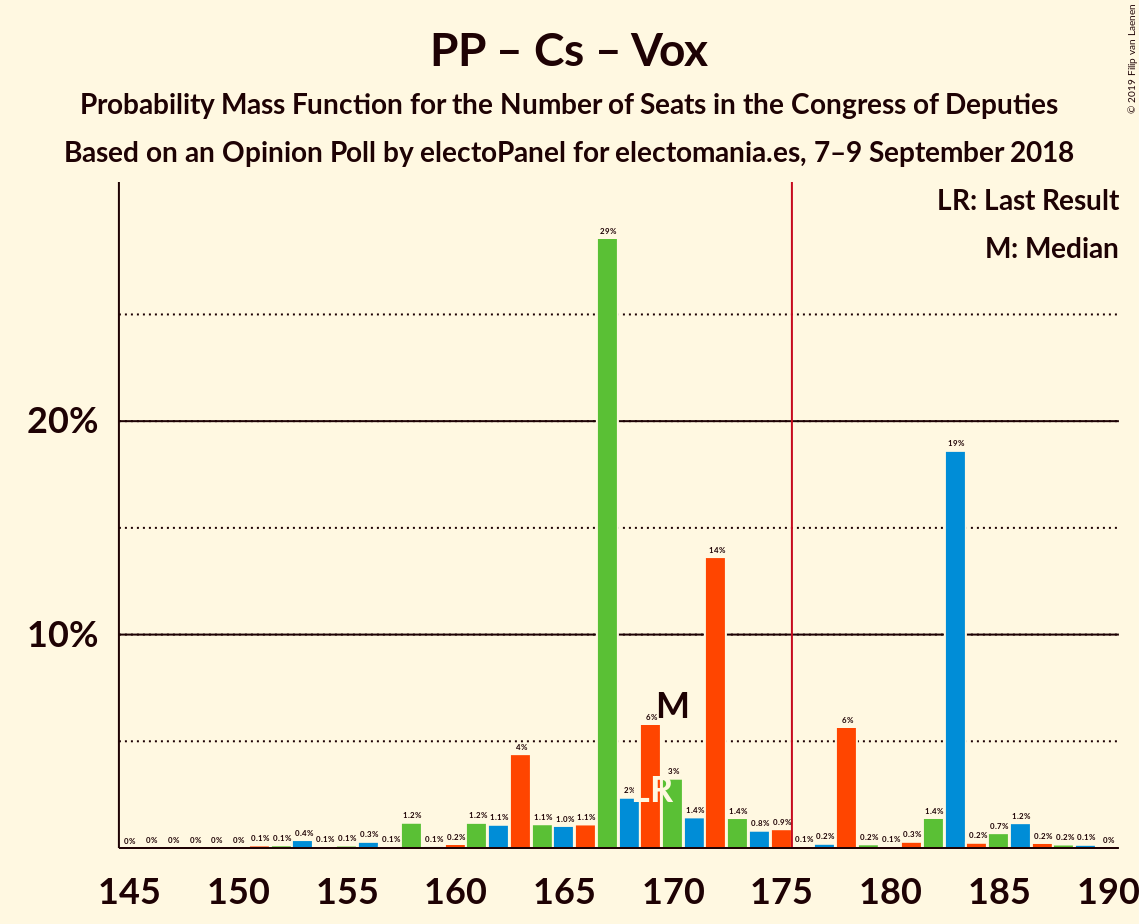 PP – Cs – Vox
Probability Mass Function for the Number of Seats in the Congress of Deputies
Based on an Opinion Poll by electoPanel for electomania.es, 7–9 September 2018
© 2019 Filip van Laenen
LR: Last Result
M: Median
20%
10%
0% 0% 0% 0% 0% 0% 0.1% 0.1% 0.4% 0.1% 0.1% 0.3% 0.1% 1.2% 0.1% 0.2% 1.2% 1.1% 4% 1.1% 1.0% 1.1% 29% 2% 6% 3% 1.4% 14% 1.4% 0.8% 0.9% 0.1% 0.2% 6% 0.2% 0.1% 0.3% 1.4% 19% 0.2% 0.7% 1.2% 0.2% 0.2% 0.1% 0%
M
LR
145 150 155 160 165 170 175 180 185 190